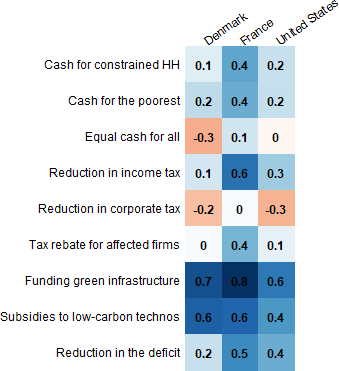 Denmark France United States
Cash for constrained HH 0.1 0.4 0.2
Cash for the poorest 0.2 0.4 0.2
Equal cash for all -0.3 0.1 0
Reduction in income tax 0.1 0.6 0.3
Reduction in corporate tax -0.2 0 -0.3
Tax rebate for affected firms 0 0.4 0.1
Funding green infrastructure 0.7 0.8 0.6
Subsidies to low-carbon technos 0.6 0.6 0.4
Reduction in the deficit 0.2 0.5 0.4